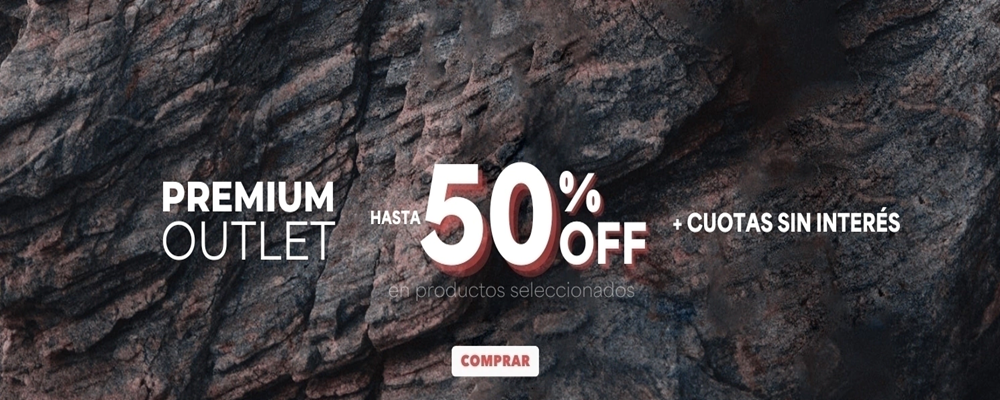 PREMIUM
OUTLET
HASTA 50% OFF
+ CUOTAS SIN INTERÉS
en productos seleccionados
COMPRAR